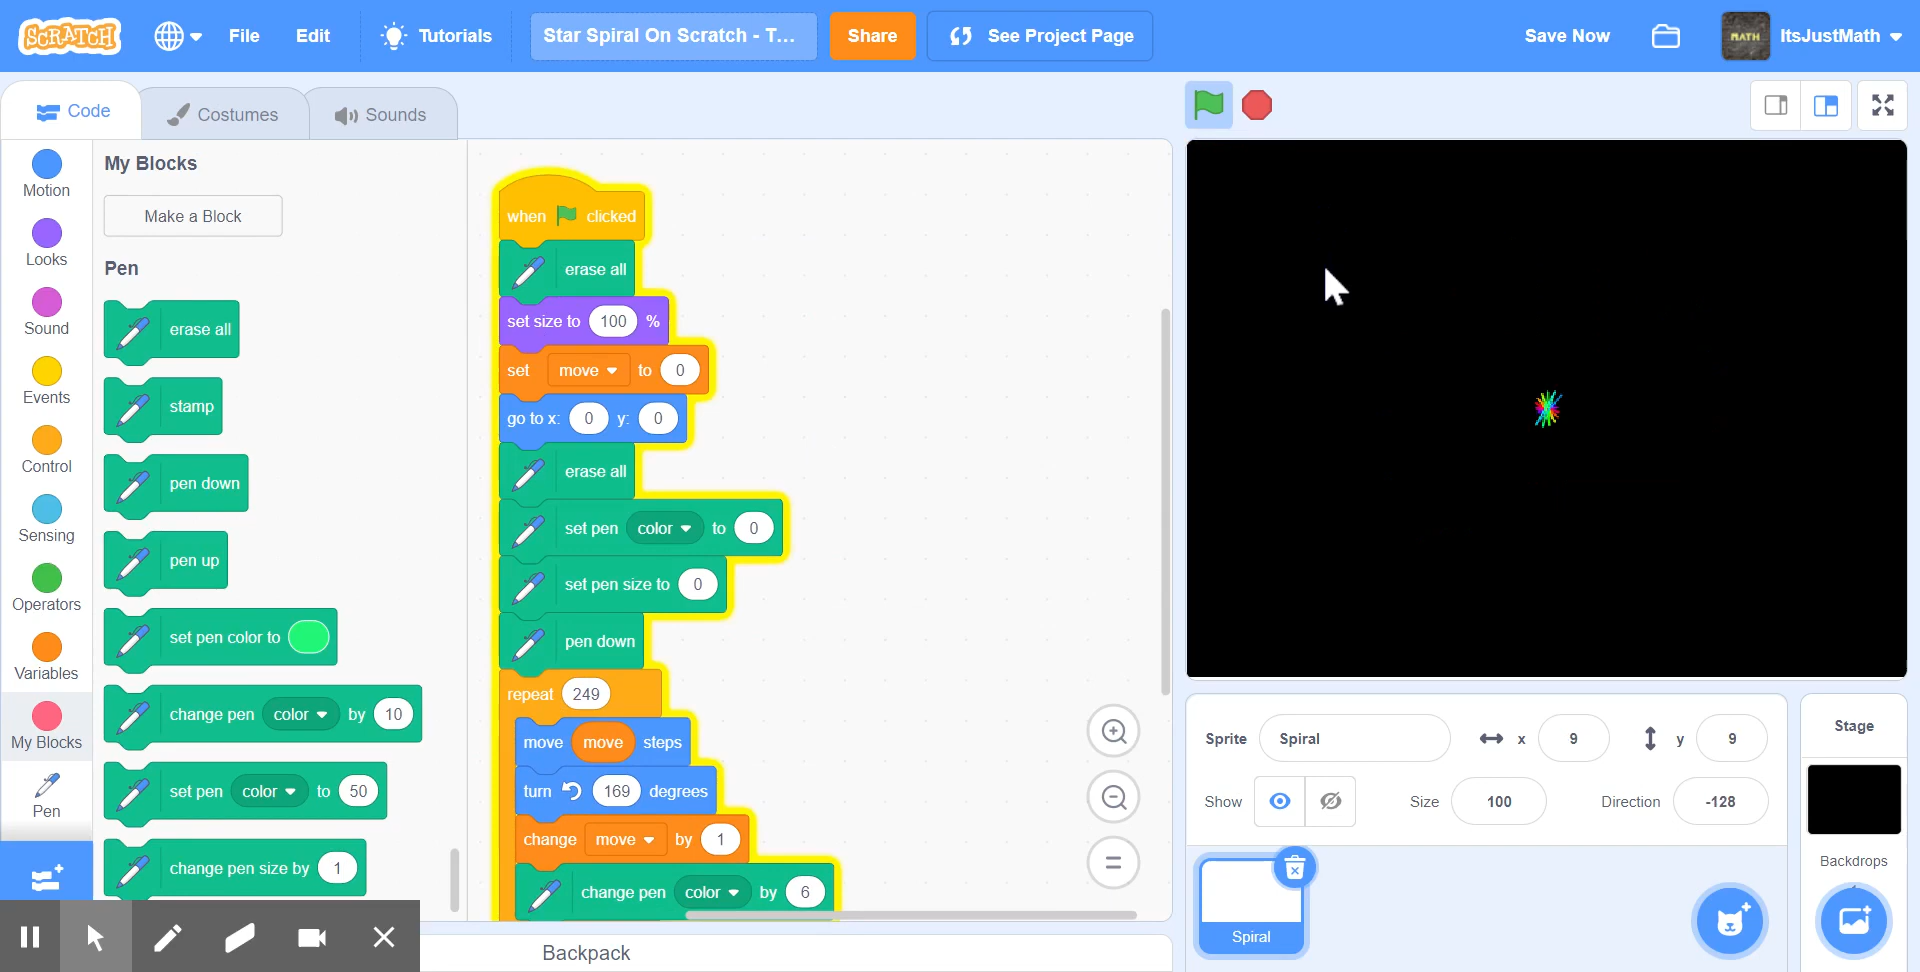 SCRATCH File Edit Tutorials Star Spiral On Scratch - T... Share See Project Page Save Now MATH ItsJustMath
Code Costumes Sounds
Motion
Looks
Sound
Events
Control
Sensing
Operators
Variables
My Blocks
Pen
My Blocks
Make a Block
Pen
erase all
stamp
pen down
pen up
set pen color to
change pen color by 10
set pen color to 50
change pen size by 1
when clicked
erase all
set size to 100 %
set move to 0
go to x: 0 y: 0
erase all
set pen color to 0
set pen size to 0
pen down
repeat 249
move move steps
turn 169 degrees
change move by 1
change pen color by 6
Backpack
Sprite Spiral x 9 y 9
Show Size 100 Direction -128
Spiral
Stage
Backdrops